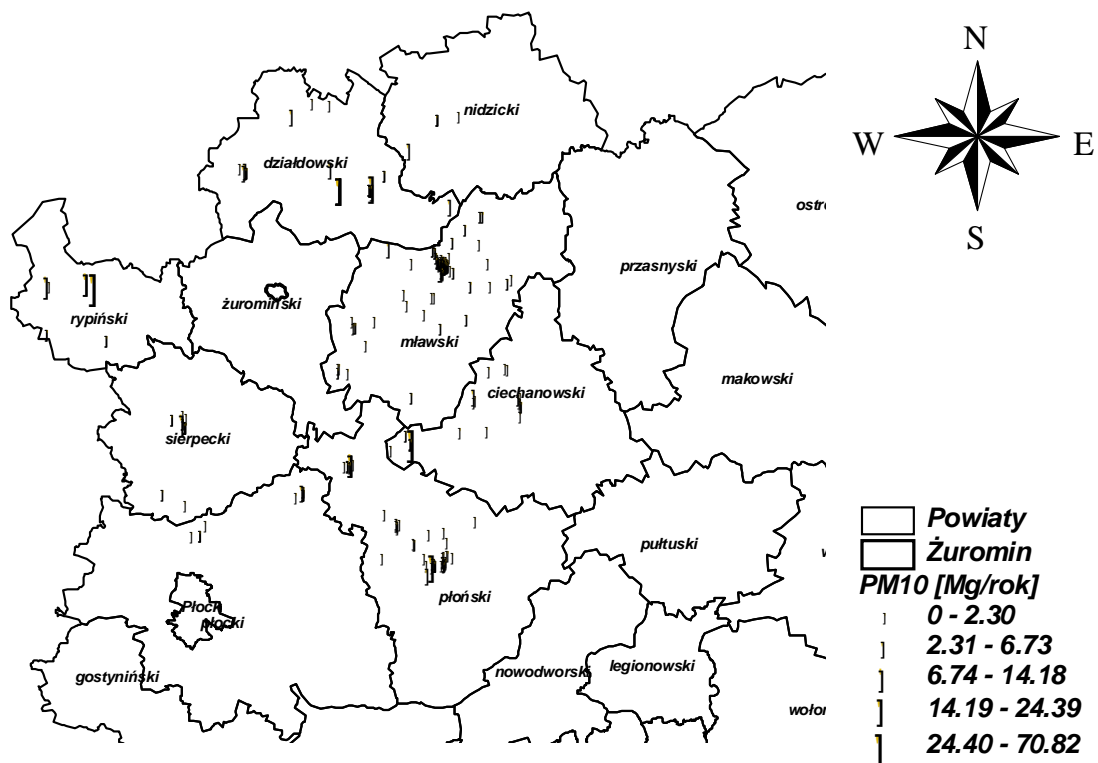 N
nidzicki
W
E
działdowski
S
przasnyski
żuromiński
rypiński
mławski
makowski
ciechanowski
sierpecki
Powiaty
pułtuski
Żuromin
PM10 [Mg/rok]
płoński
Płock
0 - 2.30
płocki
2.31 - 6.73
legionowski
nowodworski
gostyniński
6.74 - 14.18
14.19 - 24.39
24.40 - 70.82